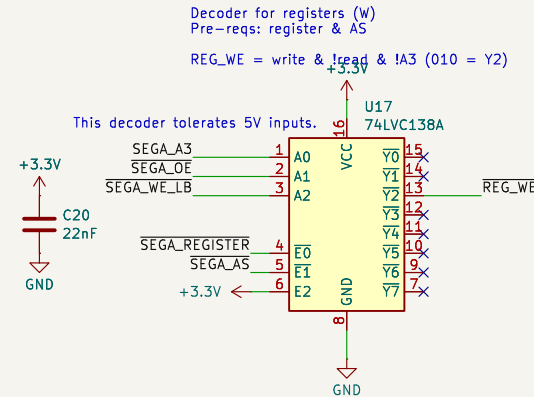 Decoder for registers (W)
Pre-reqs: register & AS
REG_WE = write & !read & !A3 (010 = Y2)
+3.3V
U17
74LVC138A
This decoder tolerates 5V inputs.
16
VCC
SEGA_A3 1 A0 Y0 15
SEGA_OE 2 A1 Y1 14
SEGA_WE_LB 3 A2 Y2 13 REG_WE
Y3 12
Y4 11
SEGA_REGISTER 4 E0 Y5 10
SEGA_AS 5 E1 Y6 9
+3.3V 6 E2 Y7 7
GND
8
GND
+3.3V
C20
22nF
GND